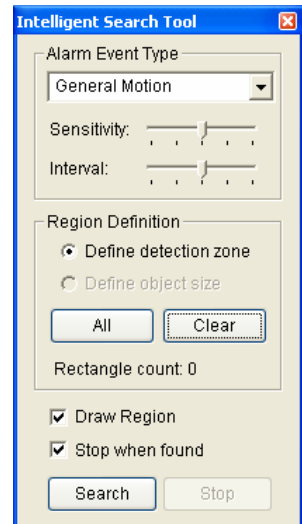 Intelligent Search Tool
Alarm Event Type
General Motion
Sensitivity:
Interval:
Region Definition
Define detection zone
Define object size
All Clear
Rectangle count: 0
Draw Region
Stop when found
Search Stop